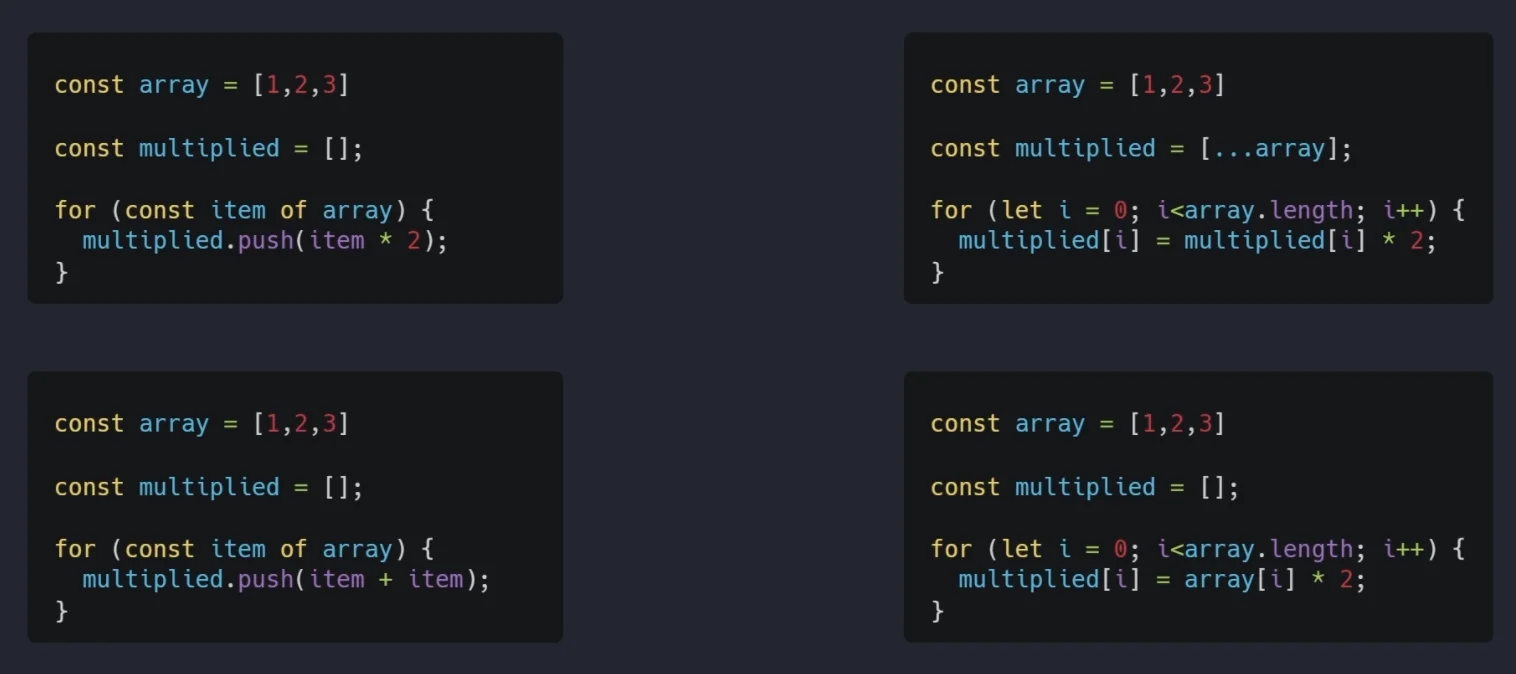 const array = [1,2,3]
const multiplied = [];
for (const item of array) {
  multiplied.push(item * 2);
}
const array = [1,2,3]
const multiplied = [...array];
for (let i = 0; i<array.length; i++) {
  multiplied[i] = multiplied[i] * 2;
}
const array = [1,2,3]
const multiplied = [];
for (const item of array) {
  multiplied.push(item + item);
}
const array = [1,2,3]
const multiplied = [];
for (let i = 0; i<array.length; i++) {
  multiplied[i] = array[i] * 2;
}